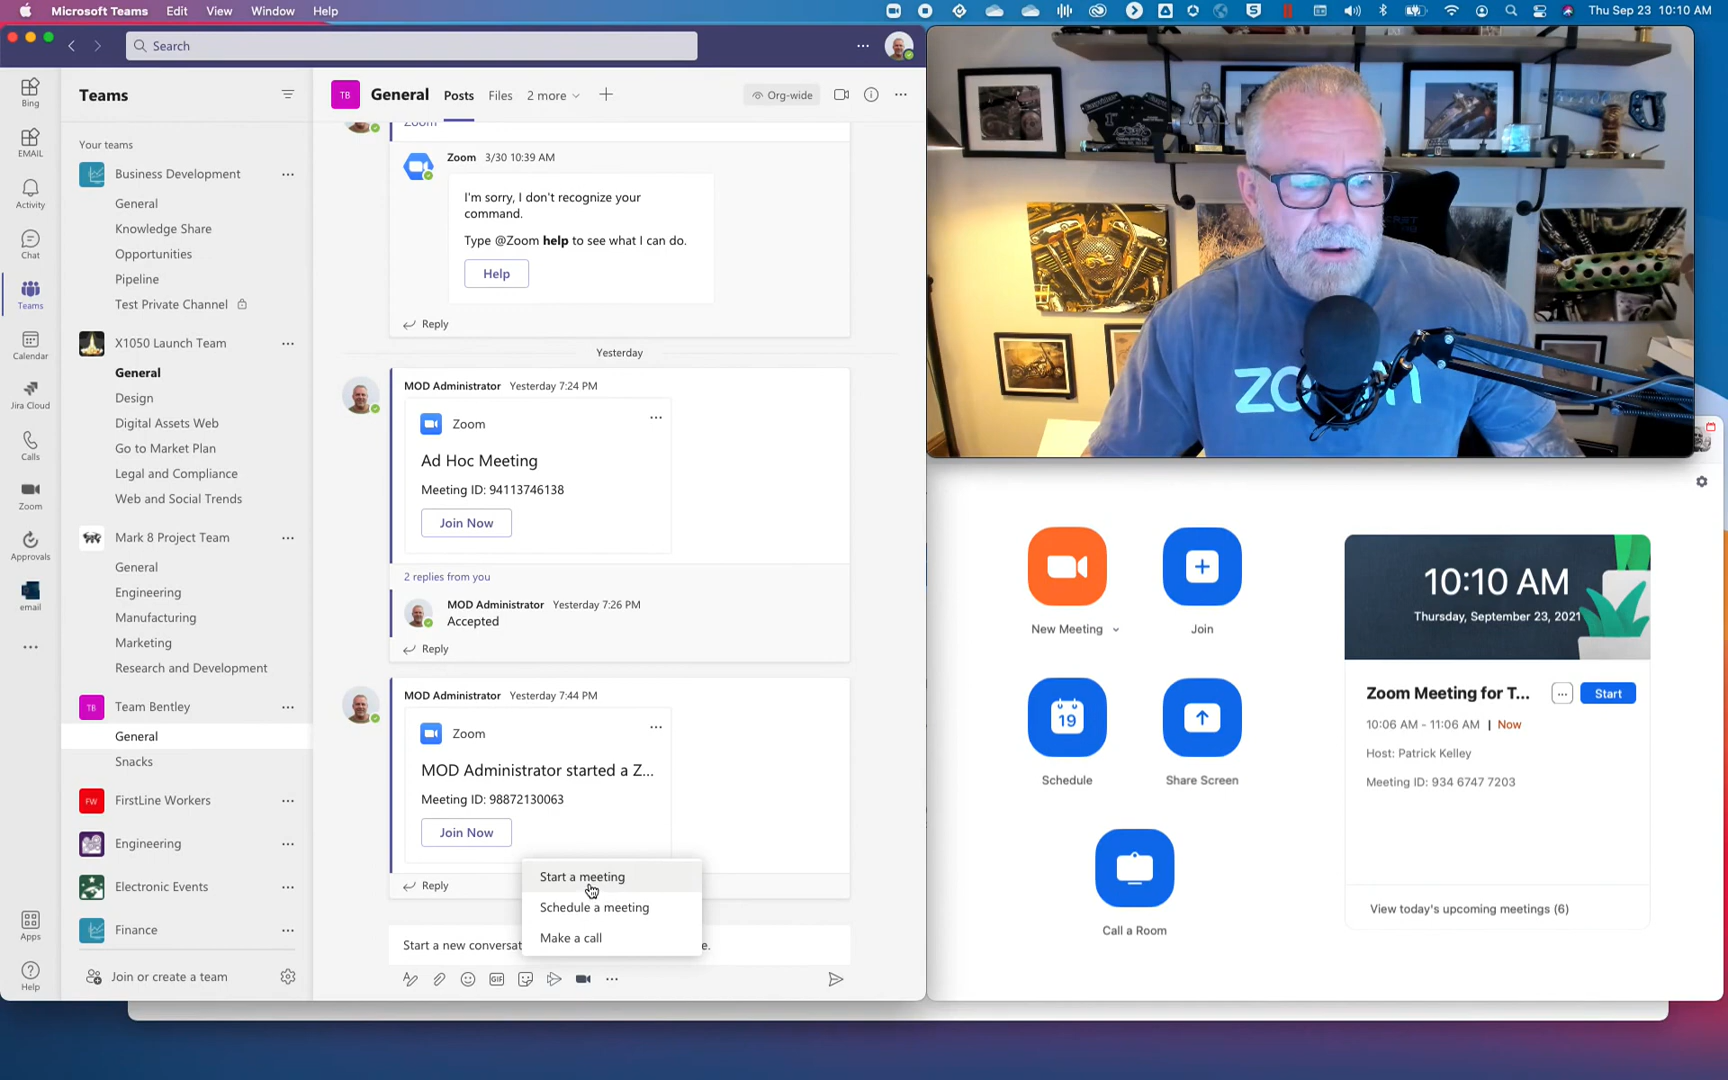 Microsoft Teams Edit View Window Help
Thu Sep 23 10:10 AM
Search
Bing
EMAIL
Activity
Chat
Teams
Calendar
Jira Cloud
Calls
Zoom
Approvals
email
Apps
Help
Teams
Your teams
Business Development
General
Knowledge Share
Opportunities
Pipeline
Test Private Channel
X1050 Launch Team
General
Design
Digital Assets Web
Go to Market Plan
Legal and Compliance
Web and Social Trends
Mark 8 Project Team
General
Engineering
Manufacturing
Marketing
Research and Development
TB Team Bentley
General
Snacks
FW FirstLine Workers
Engineering
Electronic Events
Finance
Join or create a team
TB General Posts Files 2 more
Org-wide
Zoom
Zoom 3/30 10:39 AM
I'm sorry, I don't recognize your
command.
Type @Zoom help to see what I can do.
Help
Reply
Yesterday
MOD Administrator Yesterday 7:24 PM
Zoom
Ad Hoc Meeting
Meeting ID: 94113746138
Join Now
2 replies from you
MOD Administrator Yesterday 7:26 PM
Accepted
Reply
MOD Administrator Yesterday 7:44 PM
Zoom
MOD Administrator started a Z...
Meeting ID: 98872130063
Join Now
Reply
Start a meeting
Schedule a meeting
Make a call
Start a new conversat
e.
GIF
zoom
New Meeting
Join
19
Schedule
Share Screen
Call a Room
10:10 AM
Thursday, September 23, 2021
Zoom Meeting for T... ... Start
10:06 AM - 11:06 AM | Now
Host: Patrick Kelley
Meeting ID: 934 6747 7203
View today's upcoming meetings (6)